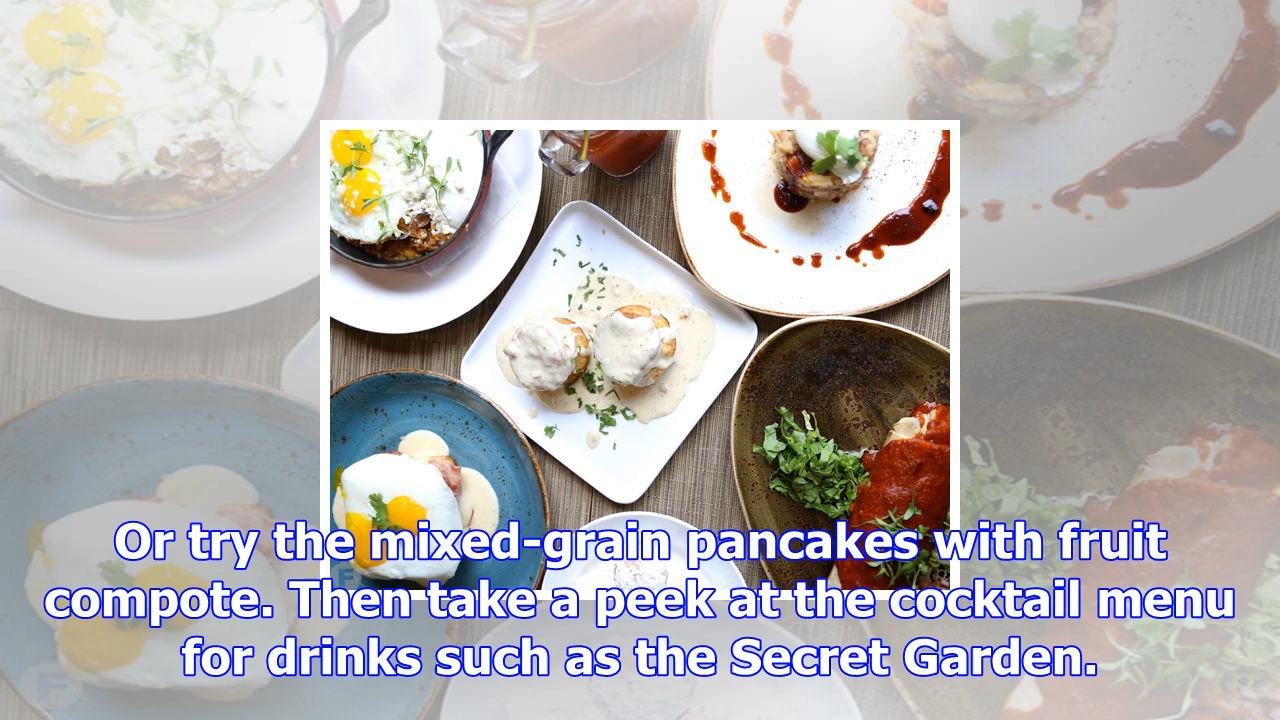 Or try the mixed-grain pancakes with fruit
compote. Then take a peek at the cocktail menu
for drinks such as the Secret Garden.